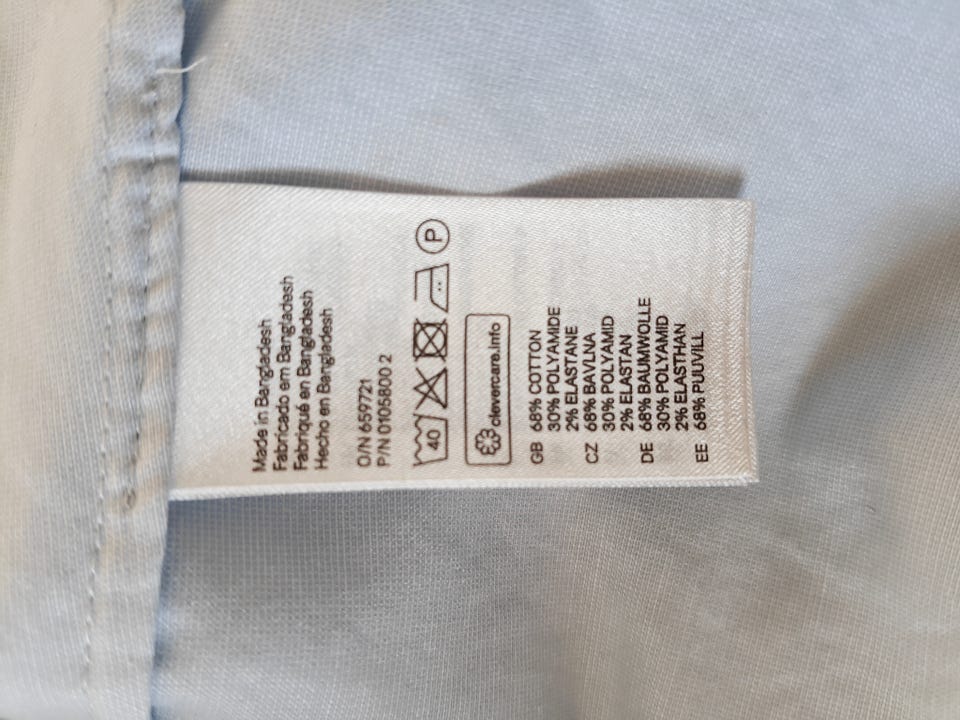 Made in Bangladesh
Fabricado em Bangladesh
Fabriqué en Bangladesh
Hecho en Bangladesh
O/N 659721
P/N 0105800 2
40 P
clevercare.info
GB 68% COTTON
30% POLYAMIDE
2% ELASTANE
CZ 68% BAVLNA
30% POLYAMID
2% ELASTAN
DE 68% BAUMWOLLE
30% POLYAMID
2% ELASTHAN
EE 68% PUUVILL